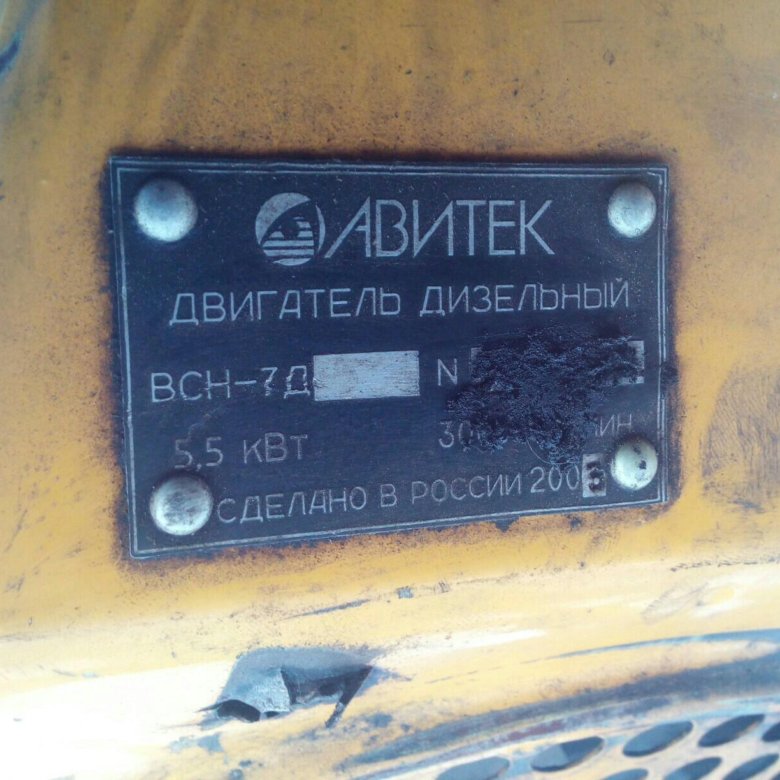 АВИТЕК
ДВИГАТЕЛЬ ДИЗЕЛЬНЫЙ
ВСН-7Д N
5,5 кВт
СДЕЛАНО В РОССИИ